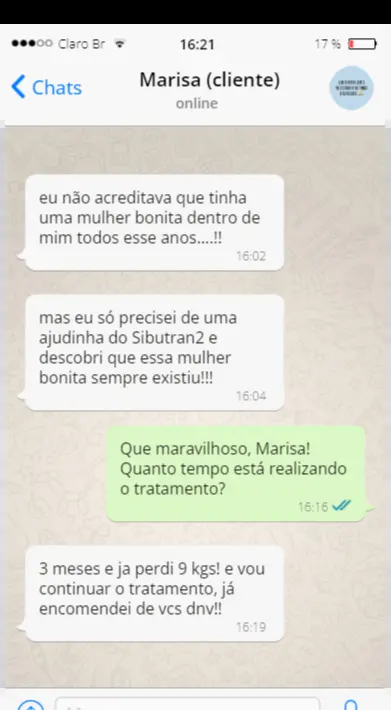 Claro Br 16:21 17 %
Chats Marisa (cliente)
online
eu não acreditava que tinha
uma mulher bonita dentro de
mim todos esse anos....!!
16:02
mas eu só precisei de uma
ajudinha do Sibutran2 e
descobri que essa mulher
bonita sempre existiu!!!
16:04
Que maravilhoso, Marisa!
Quanto tempo está realizando
o tratamento?
16:16
3 meses e ja perdi 9 kgs! e vou
continuar o tratamento, já
encomendei de vcs dnv!!
16:19